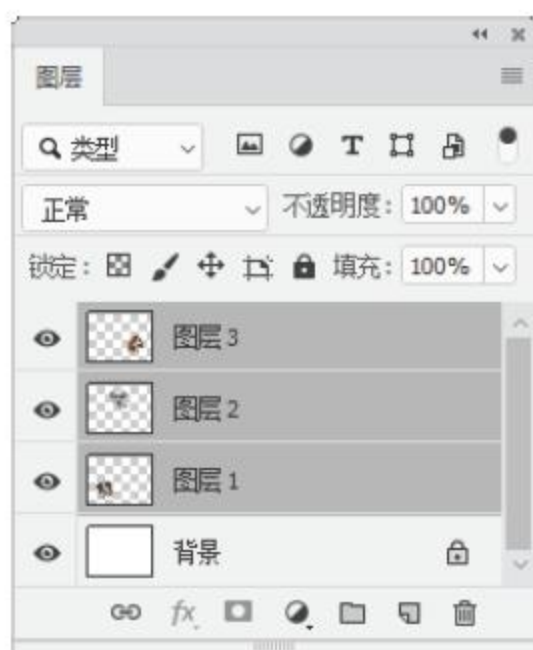 图层
类型
正常 不透明度: 100%
锁定: 填充: 100%
图层 3
图层 2
图层 1
背景
fx